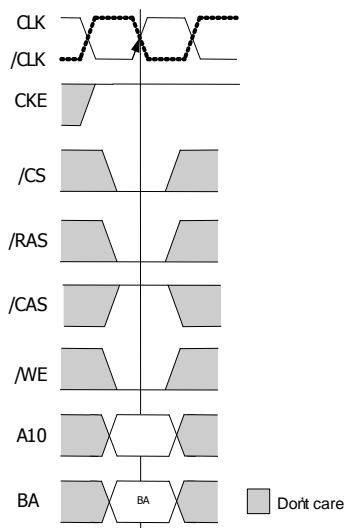 CLK
/CLK
CKE
/CS
/RAS
/CAS
/WE
A10
BA
BA
Don't care